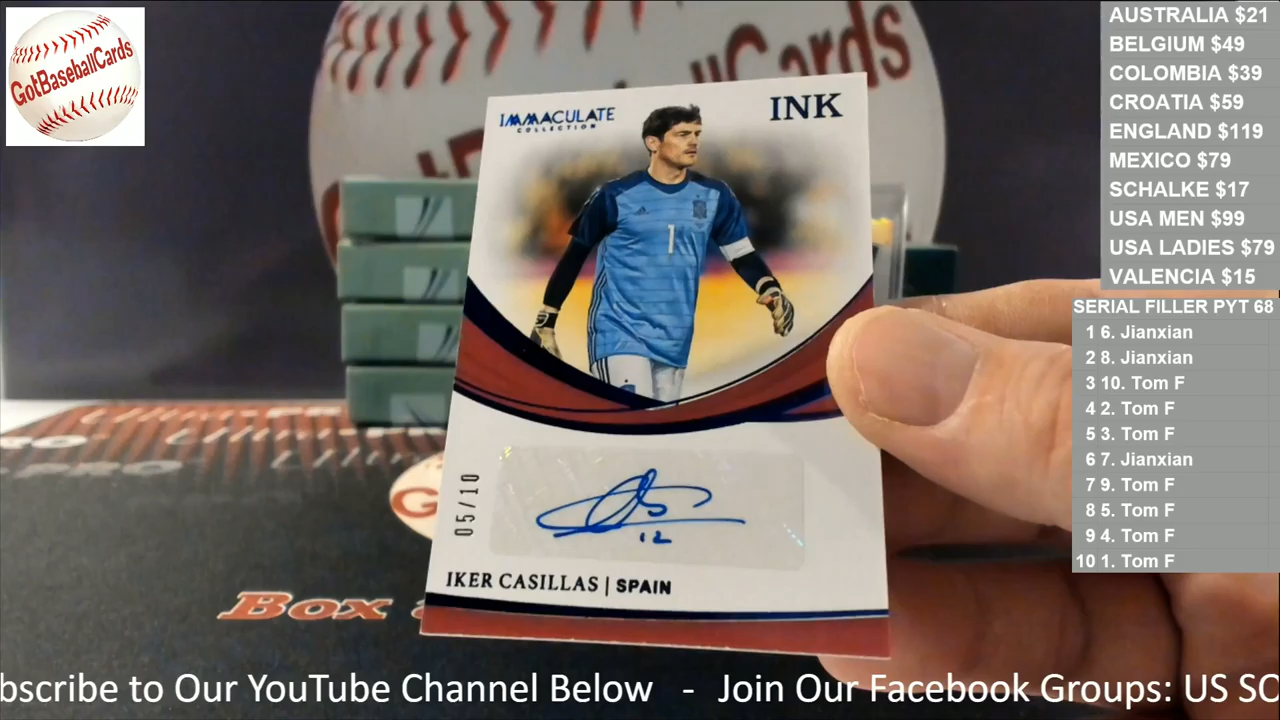 GotBaseballCards
IMMACULATE
COLLECTION
INK
1
05/10
12
IKER CASILLAS | SPAIN
Box
AUSTRALIA $21
BELGIUM $49
COLOMBIA $39
CROATIA $59
ENGLAND $119
MEXICO $79
SCHALKE $17
USA MEN $99
USA LADIES $79
VALENCIA $15
SERIAL FILLER PYT 68
1 6. Jianxian
2 8. Jianxian
3 10. Tom F
4 2. Tom F
5 3. Tom F
6 7. Jianxian
7 9. Tom F
8 5. Tom F
9 4. Tom F
10 1. Tom F
bscribe to Our YouTube Channel Below - Join Our Facebook Groups: US SO